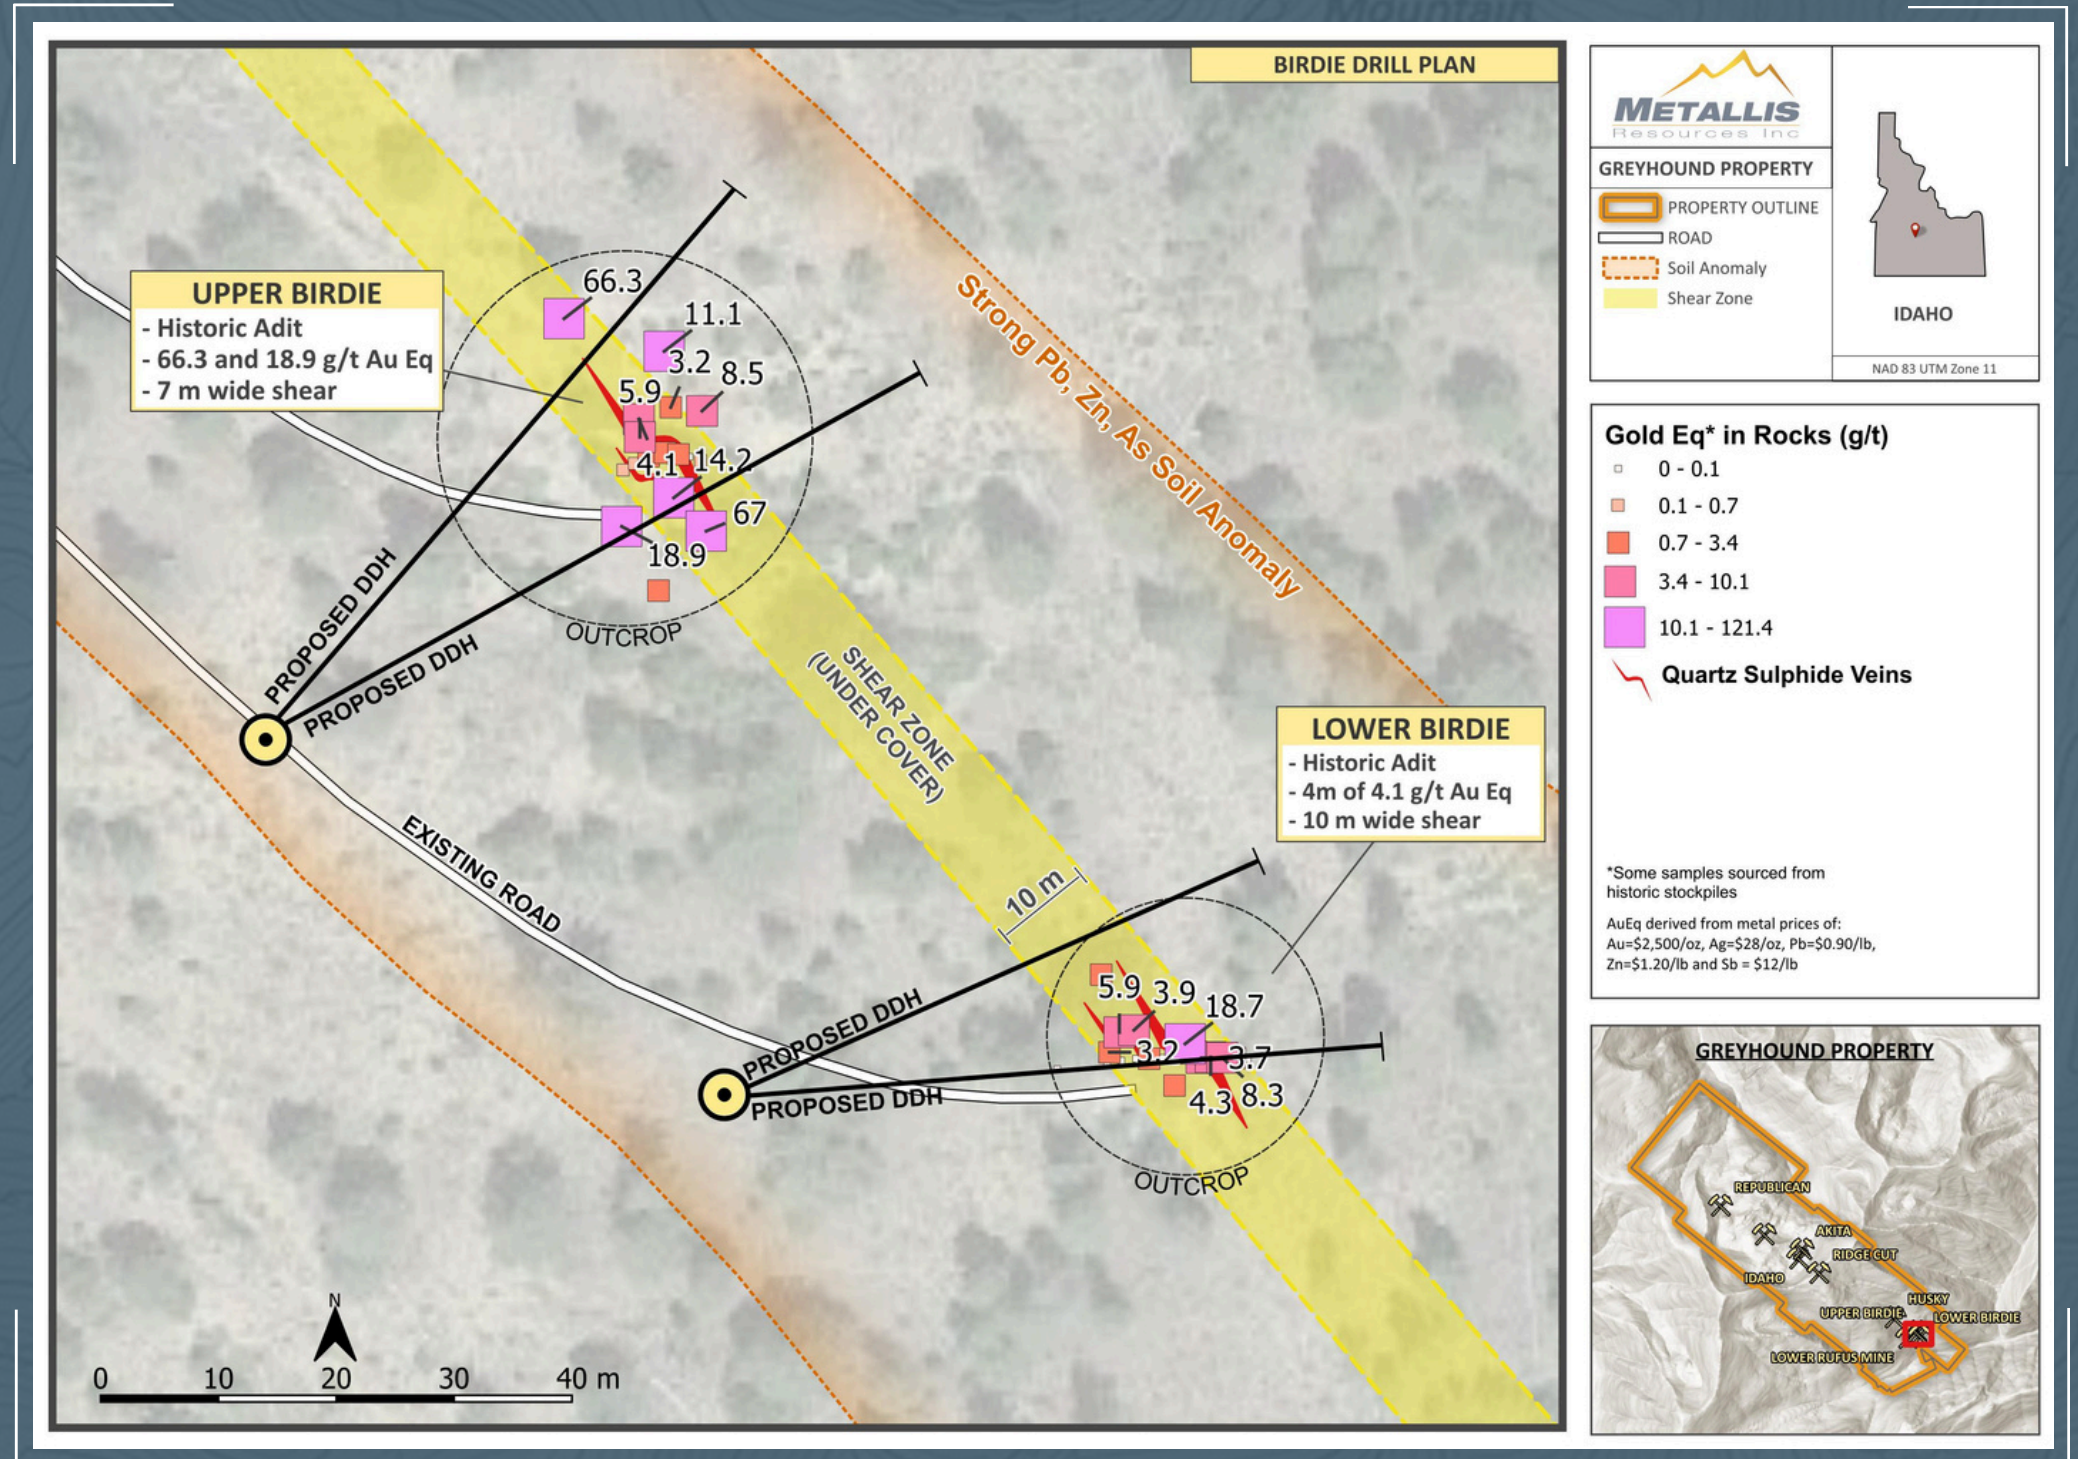 Mountain
BIRDIE DRILL PLAN
UPPER BIRDIE
- Historic Adit
- 66.3 and 18.9 g/t Au Eq
- 7 m wide shear
66.3
11.1
3.2
8.5
5.9
4.1
14.2
67
18.9
OUTCROP
PROPOSED DDH
PROPOSED DDH
Strong Pb, Zn, As Soil Anomaly
SHEAR ZONE
(UNDER COVER)
LOWER BIRDIE
- Historic Adit
- 4m of 4.1 g/t Au Eq
- 10 m wide shear
EXISTING ROAD
10 m
5.9
3.9
18.7
3.2
3.7
4.3
8.3
PROPOSED DDH
PROPOSED DDH
OUTCROP
N
0 10 20 30 40 m
METALLIS
Resources Inc
GREYHOUND PROPERTY
PROPERTY OUTLINE
ROAD
Soil Anomaly
Shear Zone
IDAHO
NAD 83 UTM Zone 11
Gold Eq* in Rocks (g/t)
0 - 0.1
0.1 - 0.7
0.7 - 3.4
3.4 - 10.1
10.1 - 121.4
Quartz Sulphide Veins
*Some samples sourced from
historic stockpiles
AuEq derived from metal prices of:
Au=$2,500/oz, Ag=$28/oz, Pb=$0.90/lb,
Zn=$1.20/lb and Sb = $12/lb
GREYHOUND PROPERTY
REPUBLICAN
AKITA
RIDGE CUT
IDAHO
HUSKY
UPPER BIRDIE
LOWER BIRDIE
LOWER RUFUS MINE